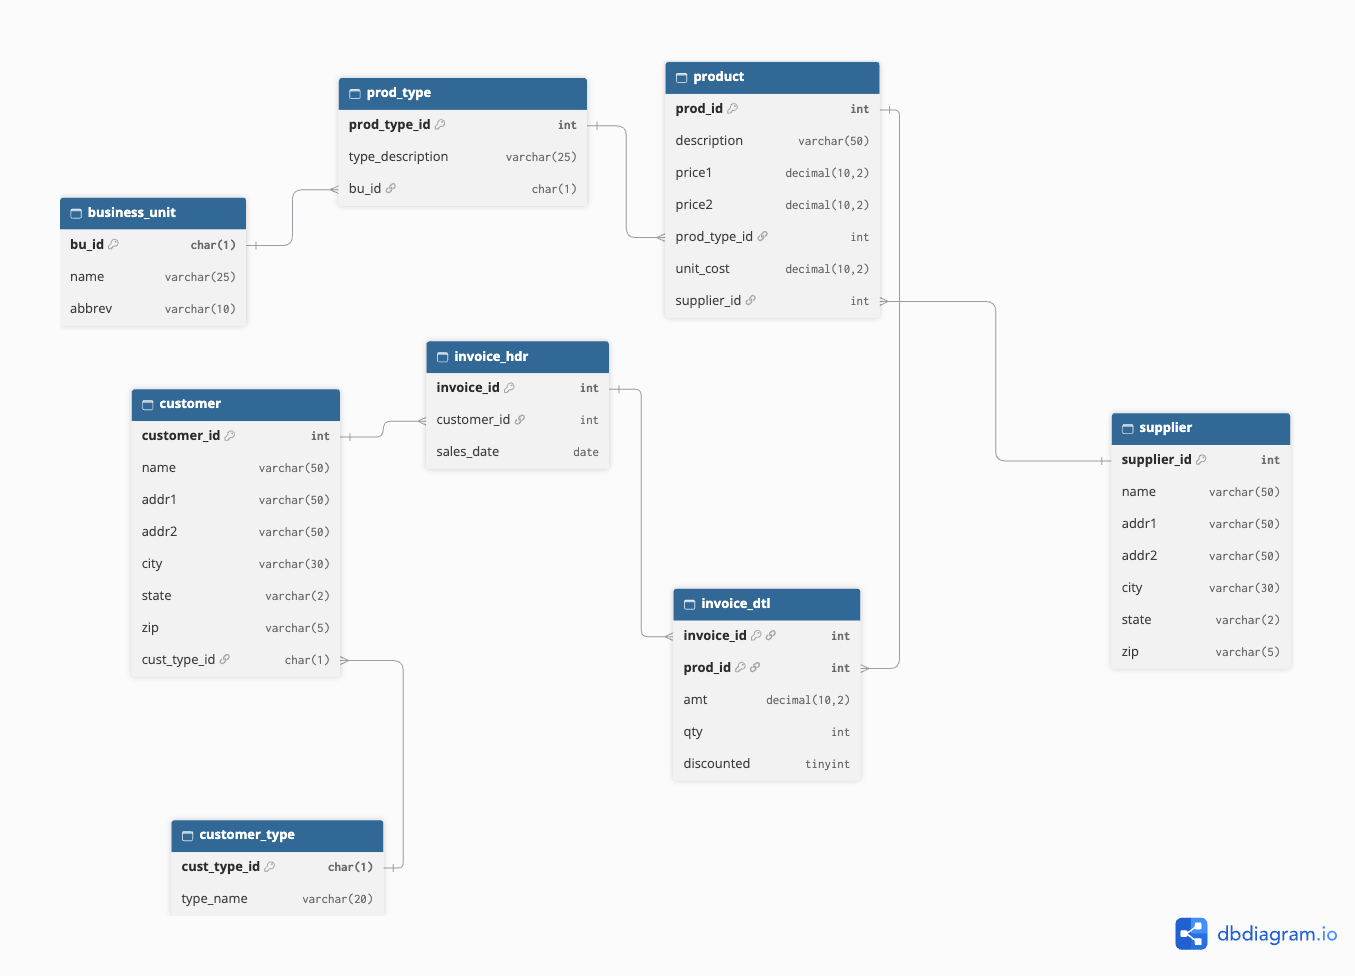 prod_type
prod_type_id int
type_description varchar(25)
bu_id char(1)
product
prod_id int
description varchar(50)
price1 decimal(10,2)
price2 decimal(10,2)
prod_type_id int
unit_cost decimal(10,2)
supplier_id int
business_unit
bu_id char(1)
name varchar(25)
abbrev varchar(10)
invoice_hdr
invoice_id int
customer_id int
sales_date date
customer
customer_id int
name varchar(50)
addr1 varchar(50)
addr2 varchar(50)
city varchar(30)
state varchar(2)
zip varchar(5)
cust_type_id char(1)
supplier
supplier_id int
name varchar(50)
addr1 varchar(50)
addr2 varchar(50)
city varchar(30)
state varchar(2)
zip varchar(5)
invoice_dtl
invoice_id int
prod_id int
amt decimal(10,2)
qty int
discounted tinyint
customer_type
cust_type_id char(1)
type_name varchar(20)
dbdiagram.io